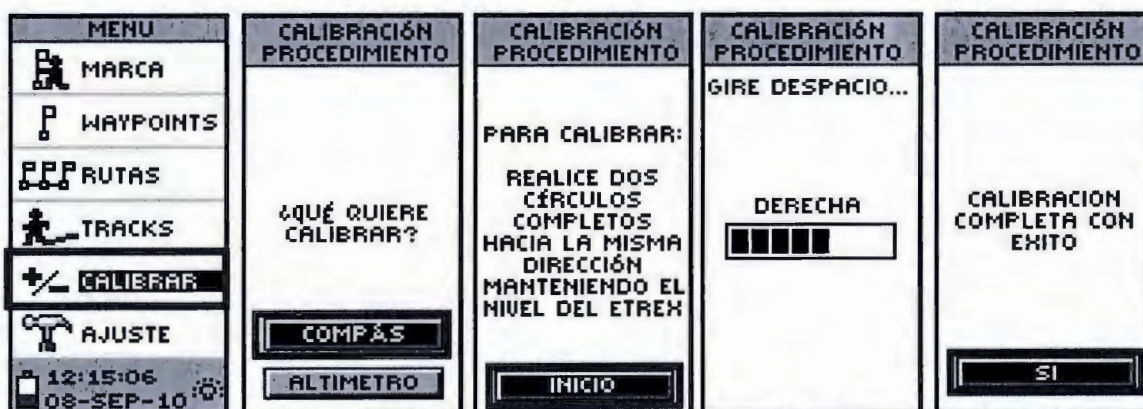 MENU
MARCA
WAYPOINTS
RUTAS
TRACKS
CALIBRAR
AJUSTE
12:15:06
08-SEP-10
CALIBRACIÓN
PROCEDIMIENTO
¿QUÉ QUIERE
CALIBRAR?
COMPÁS
ALTIMETRO
CALIBRACIÓN
PROCEDIMIENTO
PARA CALIBRAR:
REALICE DOS
CÍRCULOS
COMPLETOS
HACIA LA MISMA
DIRECCIÓN
MANTENIENDO EL
NIVEL DEL ETREX
INICIO
CALIBRACIÓN
PROCEDIMIENTO
GIRE DESPACIO...
DERECHA
CALIBRACIÓN
PROCEDIMIENTO
CALIBRACION
COMPLETA CON
EXITO
SI